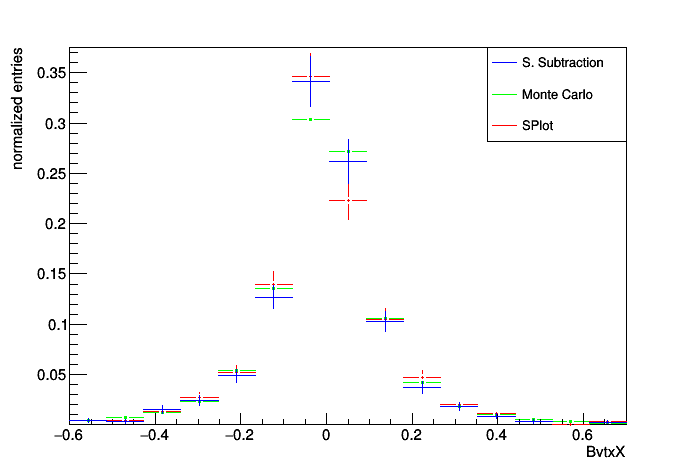 normalized entries
S. Subtraction
Monte Carlo
SPlot
0.35
0.3
0.25
0.2
0.15
0.1
0.05
−0.6 −0.4 −0.2 0 0.2 0.4 0.6
BvtxX